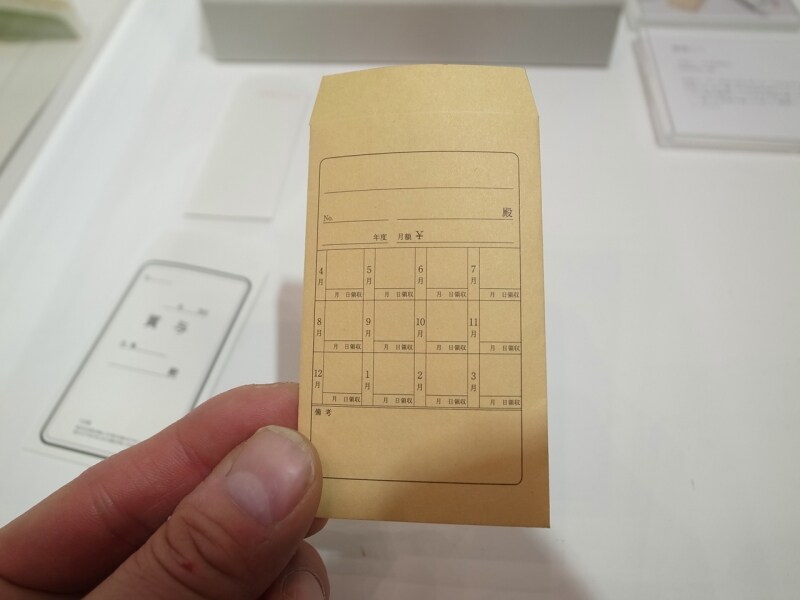 No. 殿
年度 月額 ¥
4月 5月 6月 7月
月 日領収 月 日領収 月 日領収 月 日領収
8月 9月 10月 11月
月 日領収 月 日領収 月 日領収 月 日領収
12月 1月 2月 3月
月 日領収 月 日領収 月 日領収 月 日領収
備考
賞与